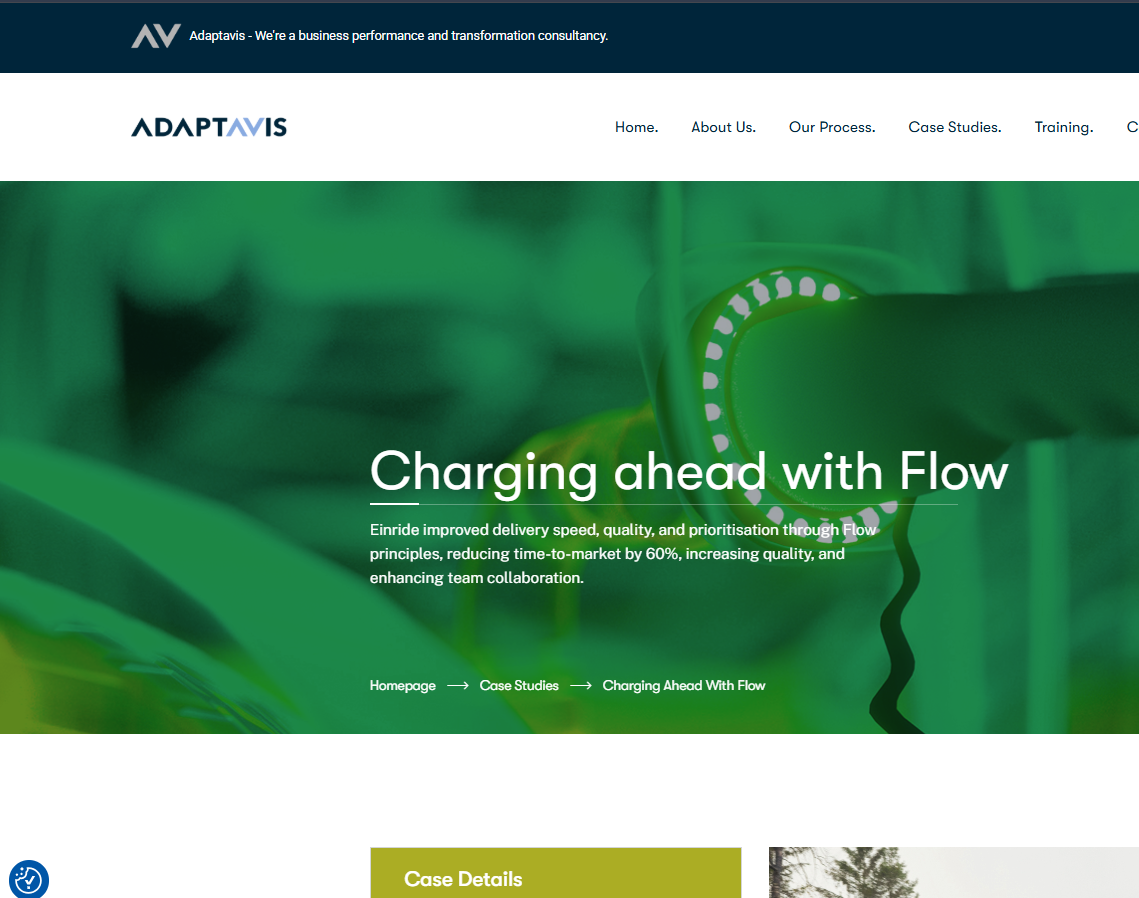 Adaptavis - We're a business performance and transformation consultancy.
ADAPTAVIS
Home. About Us. Our Process. Case Studies. Training. C
Charging ahead with Flow
Einride improved delivery speed, quality, and prioritisation through Flow
principles, reducing time-to-market by 60%, increasing quality, and
enhancing team collaboration.
Homepage → Case Studies → Charging Ahead With Flow
Case Details